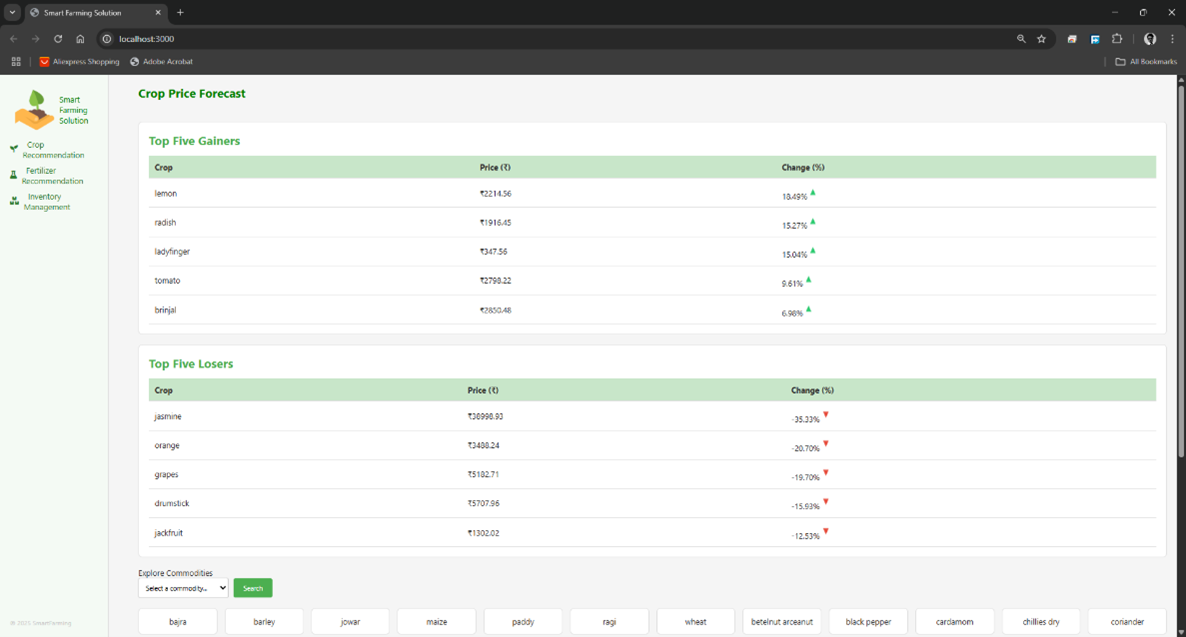 Smart Farming Solution
localhost:3000
Aliexpress Shopping
Adobe Acrobat
All Bookmarks
Smart
Farming
Solution
Crop
Recommendation
Fertilizer
Recommendation
Inventory
Management
© 2025 SmartFarming
Crop Price Forecast
Top Five Gainers
Crop Price (₹) Change (%)
lemon ₹2214.56 18.49% ▲
radish ₹1916.45 15.27% ▲
ladyfinger ₹347.56 15.04% ▲
tomato ₹2798.22 9.61% ▲
brinjal ₹2850.48 6.98% ▲
Top Five Losers
Crop Price (₹) Change (%)
jasmine ₹38998.93 -35.33% ▼
orange ₹3488.24 -20.70% ▼
grapes ₹5182.71 -19.70% ▼
drumstick ₹5707.96 -15.93% ▼
jackfruit ₹1302.02 -12.53% ▼
Explore Commodities
Select a commodity... Search
bajra barley jowar maize paddy ragi wheat betelnut arceanut black pepper cardamom chillies dry coriander